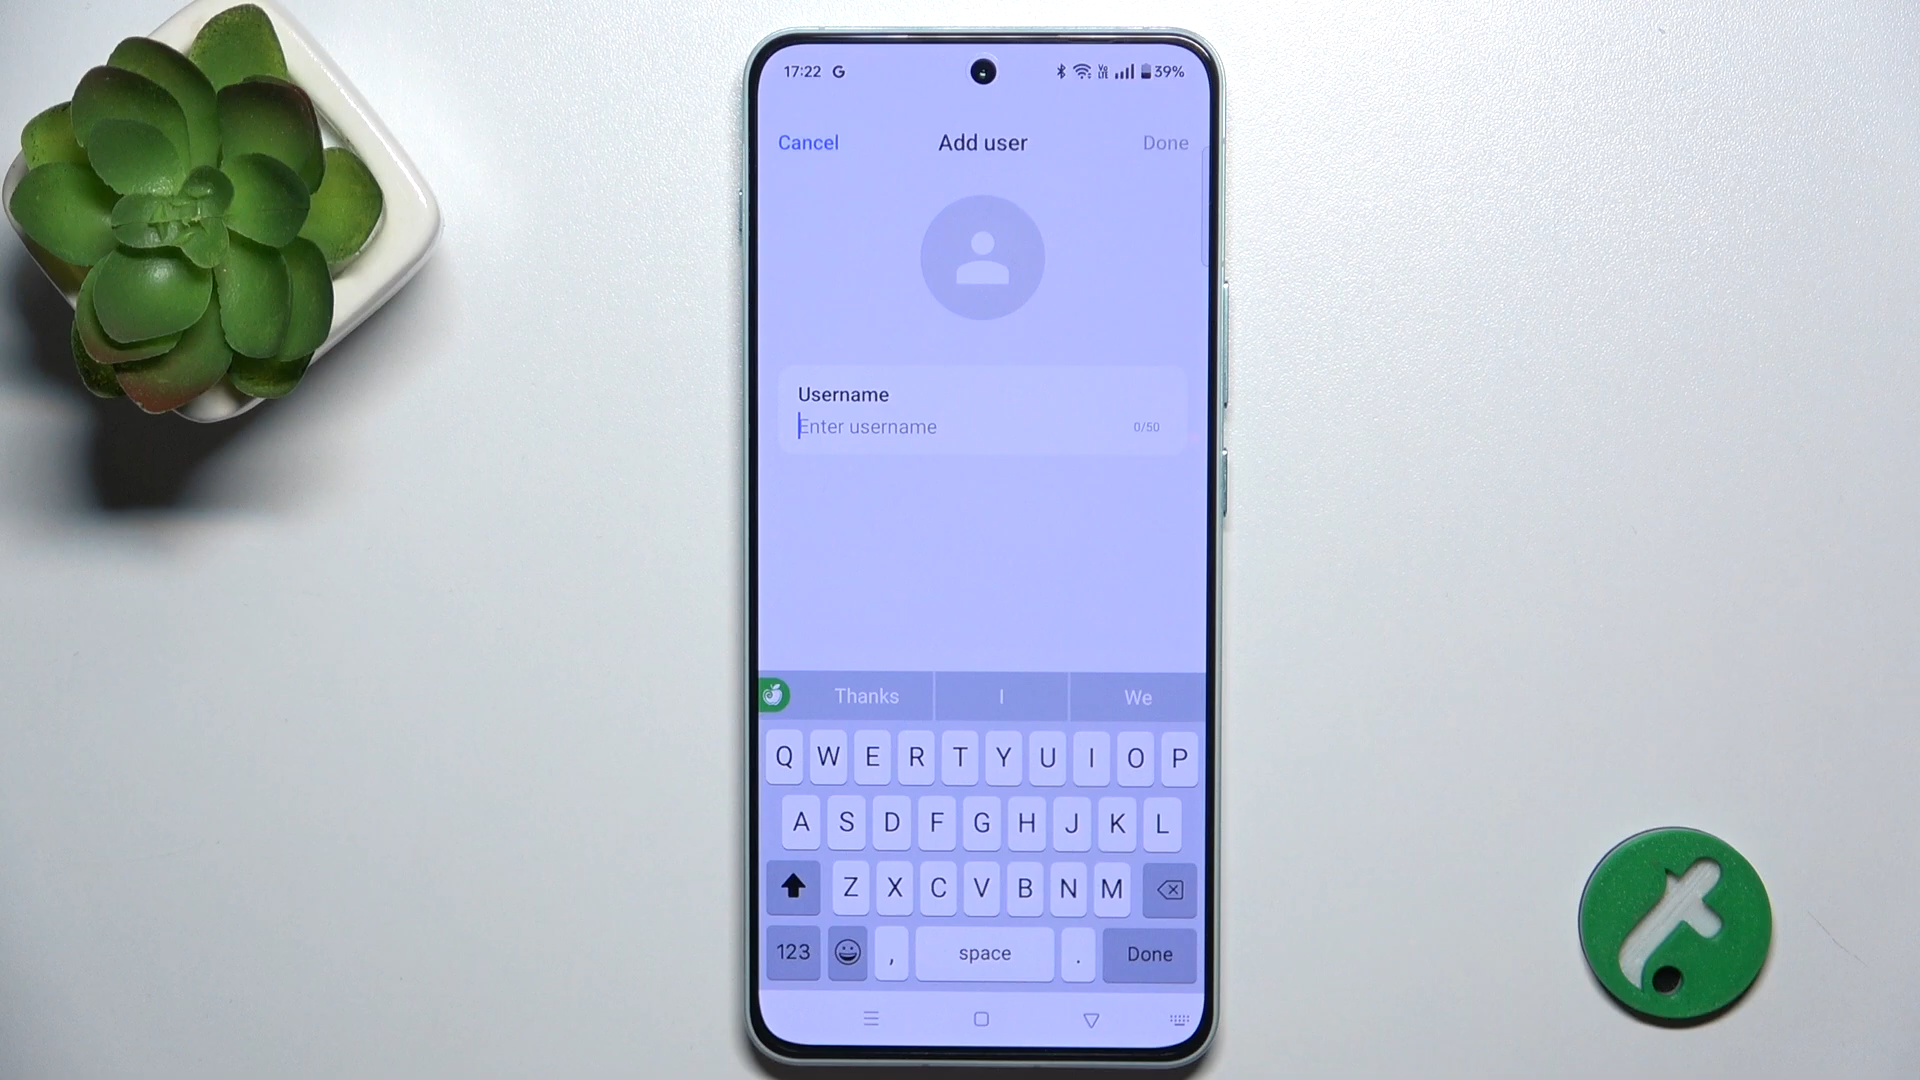 17:22 G 39%
Cancel Add user Done
Username
Enter username 0/50
Thanks I We
Q W E R T Y U I O P
A S D F G H J K L
Z X C V B N M
123 , space . Done